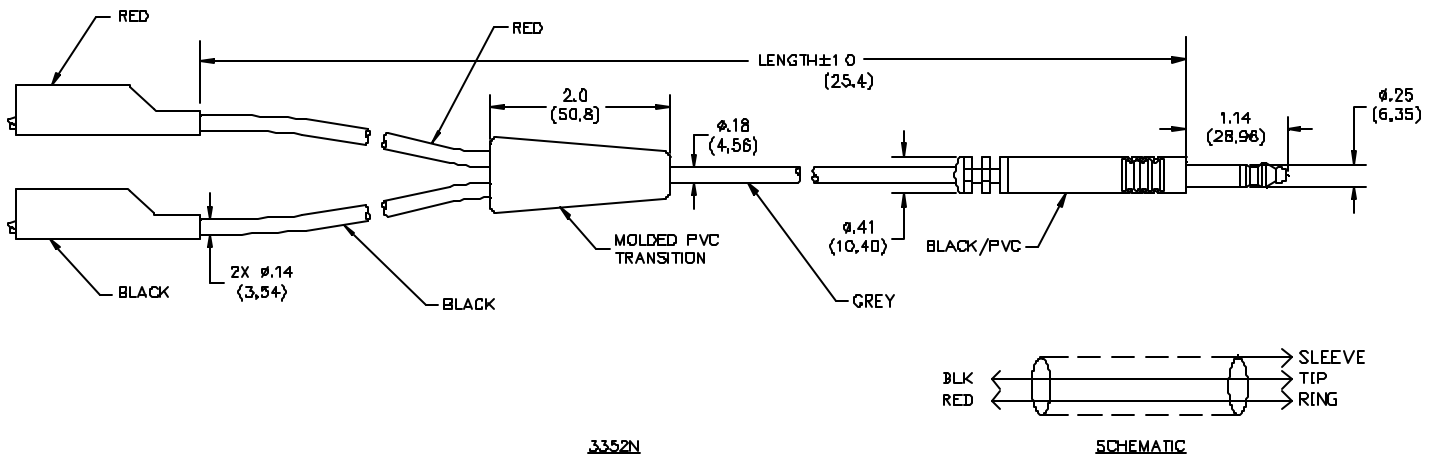 RED
RED
LENGTH±1.0
(25.4)
2.0
(50,8)
ø.18
(4,56)
1.14
(28,96)
ø.25
(6,35)
ø.41
(10,40)
MOLDED PVC
TRANSITION
BLACK/PVC
2X ø.14
(3,54)
BLACK
BLACK
GREY
SLEEVE
BLK
TIP
RED
RING
3352N
SCHEMATIC